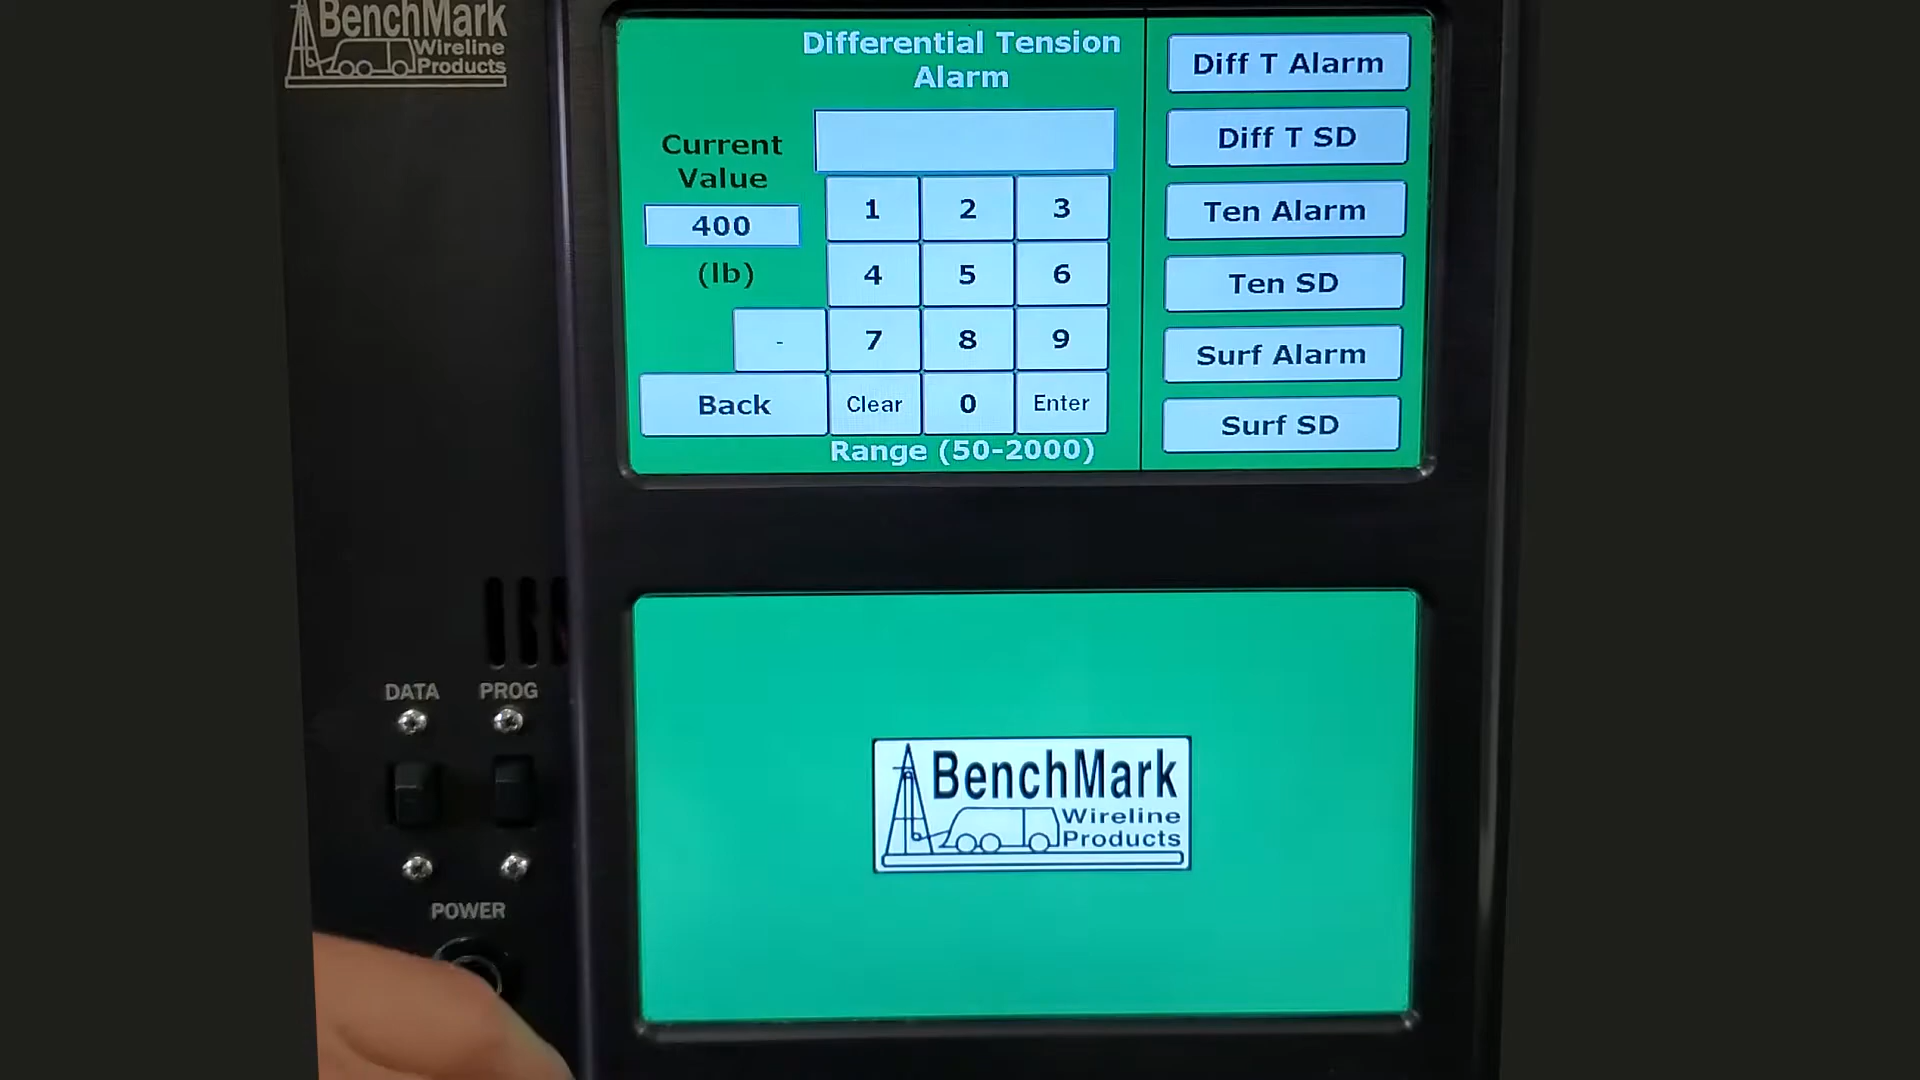 BenchMark
Wireline
Products
Differential Tension
Alarm
Current
Value
400
(lb)
1 2 3
4 5 6
- 7 8 9
Back Clear 0 Enter
Range (50-2000)
Diff T Alarm
Diff T SD
Ten Alarm
Ten SD
Surf Alarm
Surf SD
DATA PROG
POWER
BenchMark
Wireline
Products